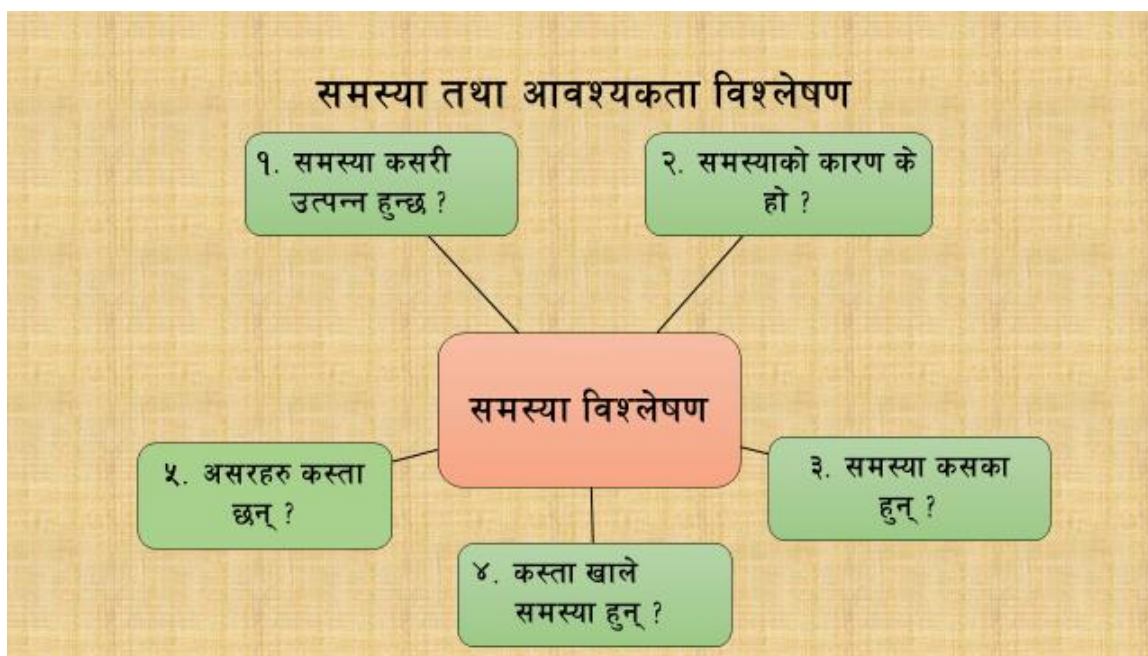 समस्या तथा आवश्यकता विश्लेषण
१. समस्या कसरी
उत्पन्न हुन्छ ?
२. समस्याको कारण के
हो ?
समस्या विश्लेषण
३. समस्या कसका
हुन् ?
४. कस्ता खाले
समस्या हुन् ?
५. असरहरु कस्ता
छन् ?